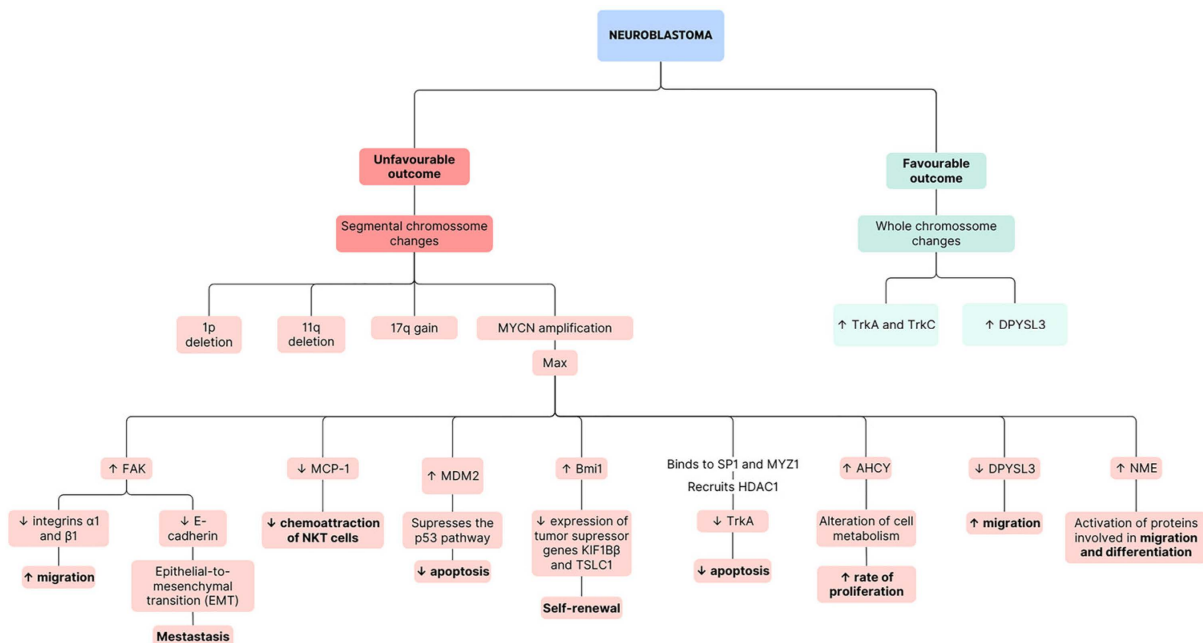 NEUROBLASTOMA
Unfavourable
outcome
Favourable
outcome
Segmental chromossome
changes
Whole chromossome
changes
1p
deletion
11q
deletion
17q gain
MYCN amplification
↑ TrkA and TrkC
↑ DPYSL3
Max
↑ FAK
↓ MCP-1
↑ MDM2
↑ Bmi1
Binds to SP1 and MYZ1
Recruits HDAC1
↑ AHCY
↓ DPYSL3
↑ NME
↓ integrins α1
and β1
↓ E-
cadherin
↓ chemoattraction
of NKT cells
Supresses the
p53 pathway
↓ expression of
tumor supressor
genes KIF1Bβ
and TSLC1
↓ TrkA
Alteration of cell
metabolism
↑ migration
Activation of proteins
involved in migration
and differentiation
↑ migration
Epithelial-to-
mesenchymal
transition (EMT)
↓ apoptosis
↓ apoptosis
↑ rate of
proliferation
Self-renewal
Mestastasis